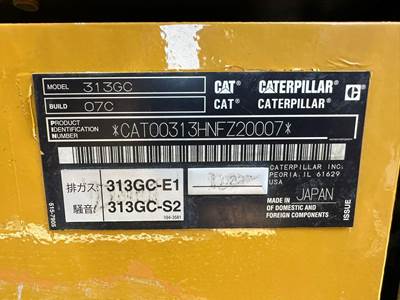 MODEL 313GC CAT CATERPILLAR C
BUILD 07C CAT CATERPILLAR
PRODUCT IDENTIFICATION NUMBER *CAT00313HNFZ20007*
CATERPILLAR INC.
PEORIA, IL 61629
USA
排ガス 313GC-E1
騒音 313GC-S2
MADE IN JAPAN
OF DOMESTIC AND
FOREIGN COMPONENTS
ISSUE